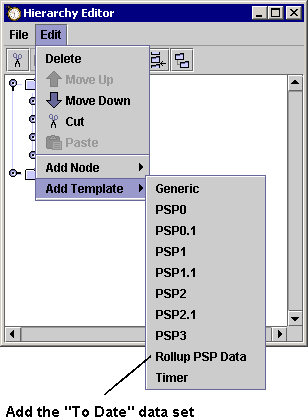 Hierarchy Editor
File Edit
Delete
Move Up
Move Down
Cut
Paste
Add Node
Add Template
Generic
PSP0
PSP0.1
PSP1
PSP1.1
PSP2
PSP2.1
PSP3
Rollup PSP Data
Timer
Add the "To Date" data set